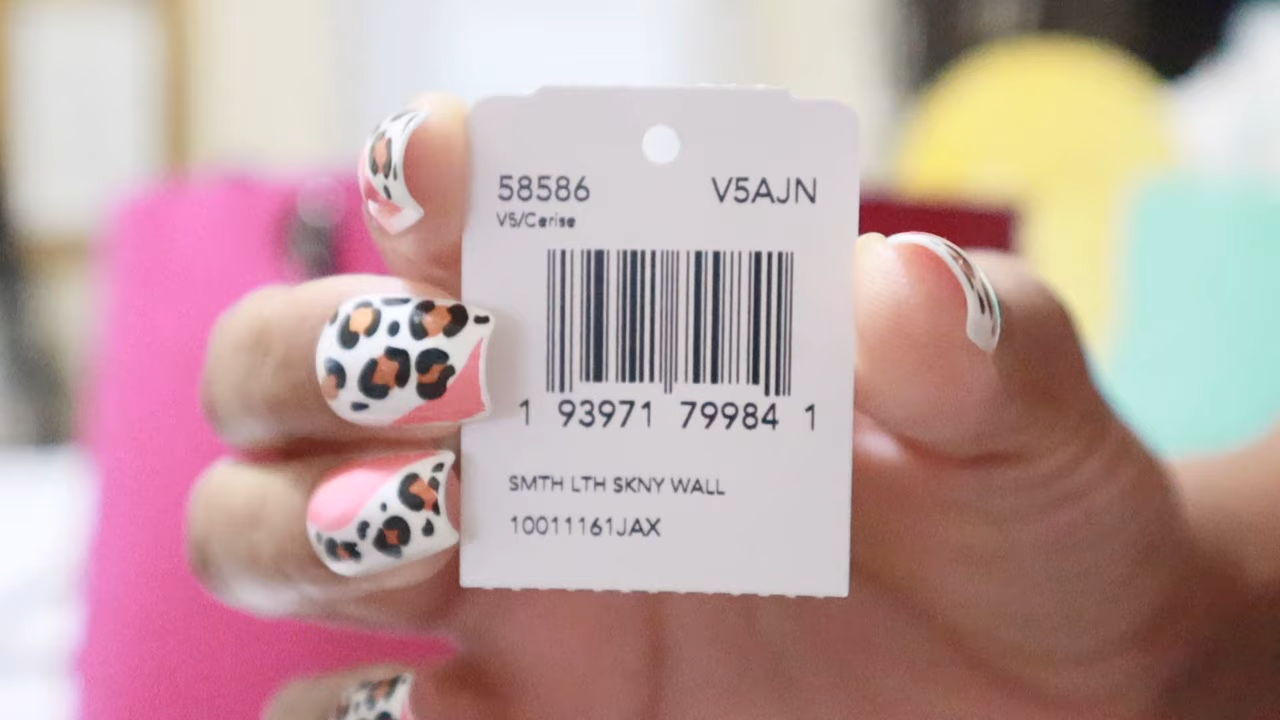 58586 V5AJN
V5/Cerise
1 93971 79984 1
SMTH LTH SKNY WALL
10011161JAX